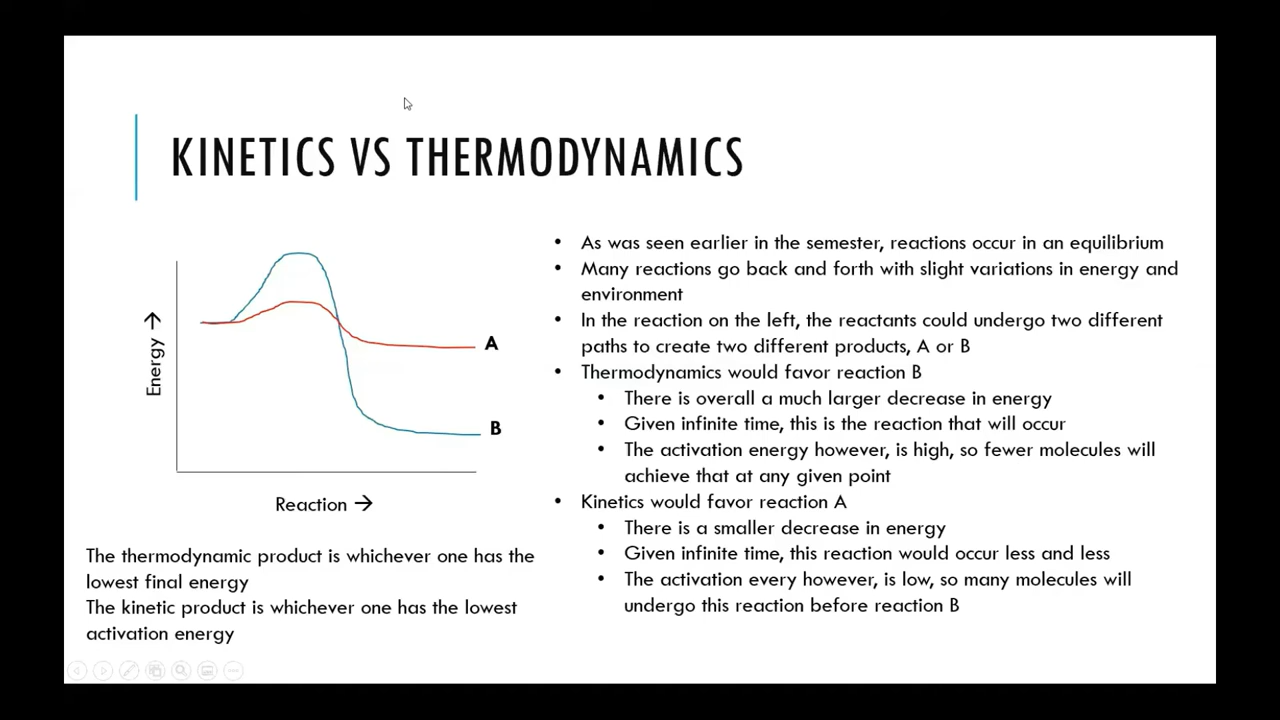 KINETICS VS THERMODYNAMICS
Energy →
A
B
Reaction →
The thermodynamic product is whichever one has the
lowest final energy
The kinetic product is whichever one has the lowest
activation energy
• As was seen earlier in the semester, reactions occur in an equilibrium
• Many reactions go back and forth with slight variations in energy and
environment
• In the reaction on the left, the reactants could undergo two different
paths to create two different products, A or B
• Thermodynamics would favor reaction B
• There is overall a much larger decrease in energy
• Given infinite time, this is the reaction that will occur
• The activation energy however, is high, so fewer molecules will
achieve that at any given point
• Kinetics would favor reaction A
• There is a smaller decrease in energy
• Given infinite time, this reaction would occur less and less
• The activation every however, is low, so many molecules will
undergo this reaction before reaction B